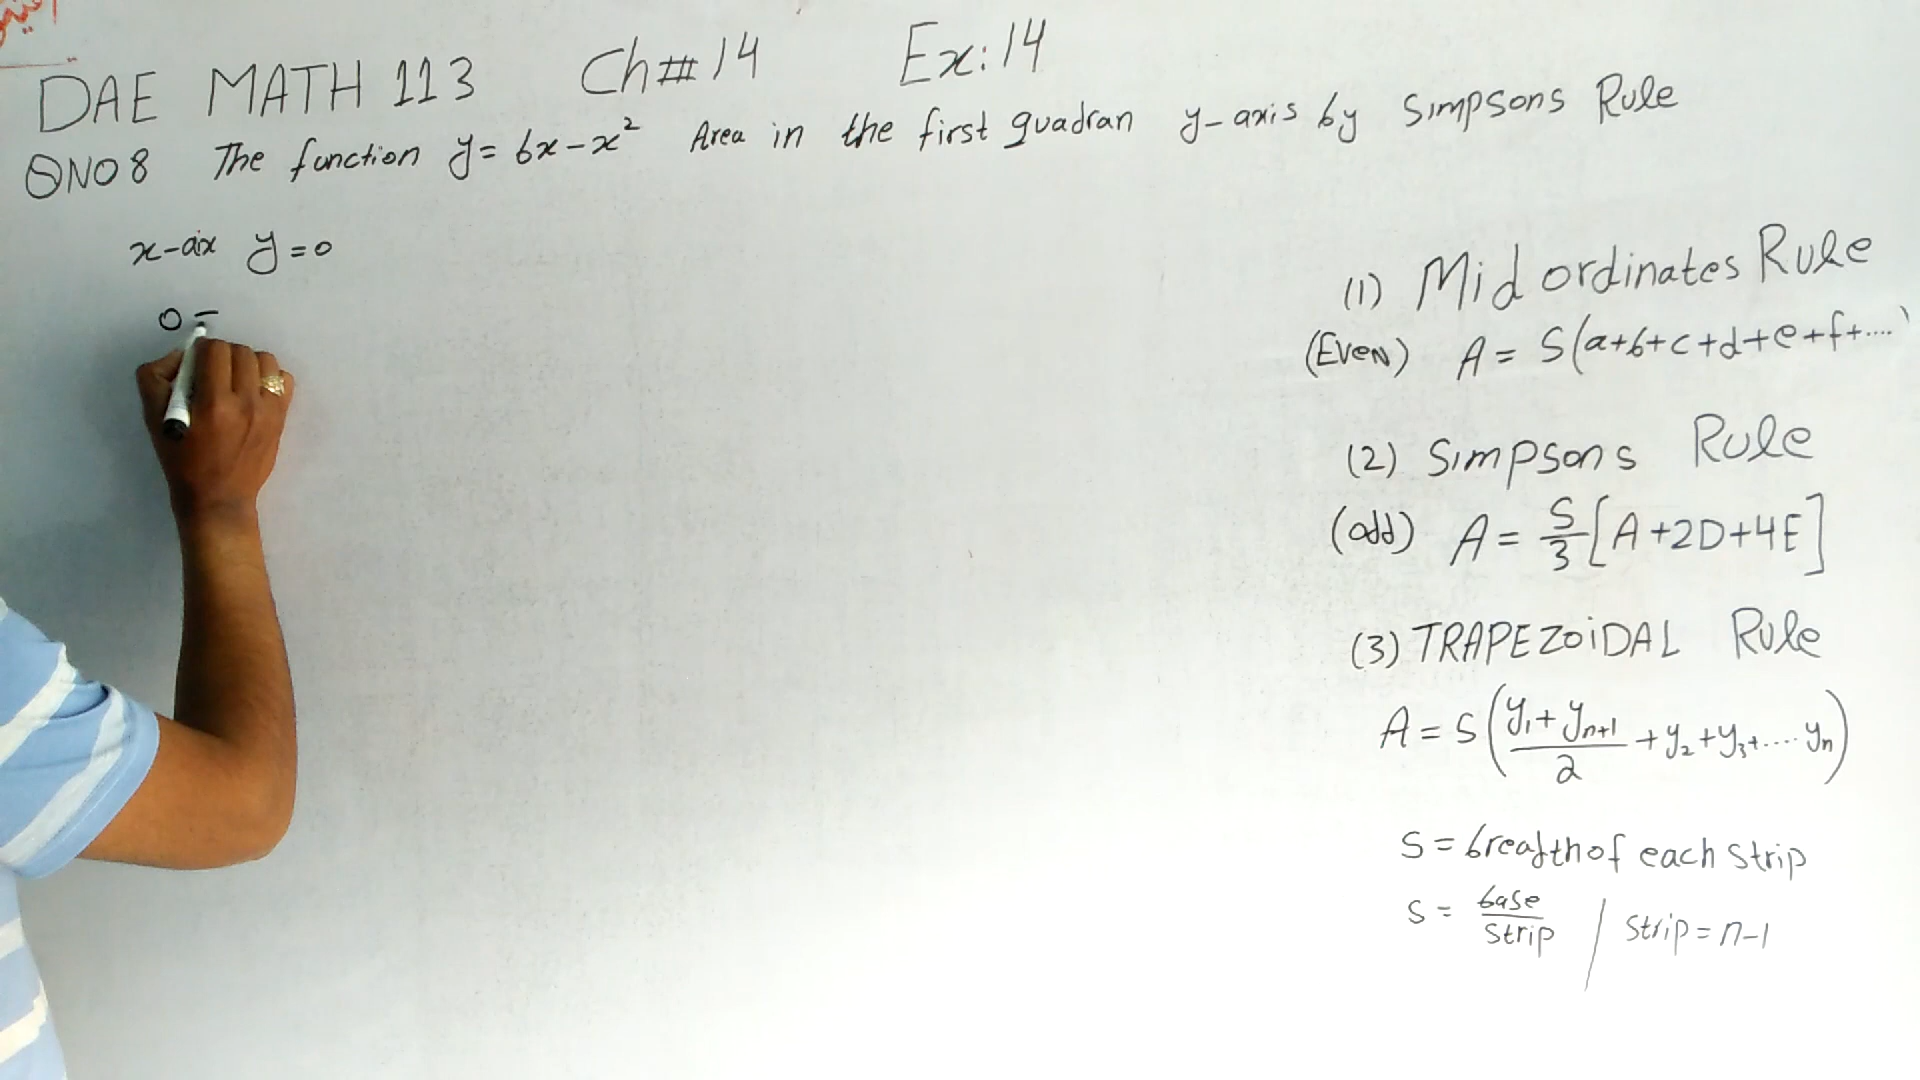 DAE MATH 113 Ch# 14 Ex: 14
QNO 8 The function y = 6x - x² Area in the first quadran y-axis by Simpsons Rule
x-aix y = 0
0 =
(1) Mid ordinates Rule
(Even) A = S(a+b+c+d+e+f+....)
(2) Simpsons Rule
(odd) A = S/3 [A + 2D + 4E]
(3) TRAPEZOiDAL Rule
A = S ( (y₁ + yₙ₊₁)/2 + y₂ + y₃ + .... yₙ )
S = breadth of each Strip
S = base/Strip / Strip = n-1